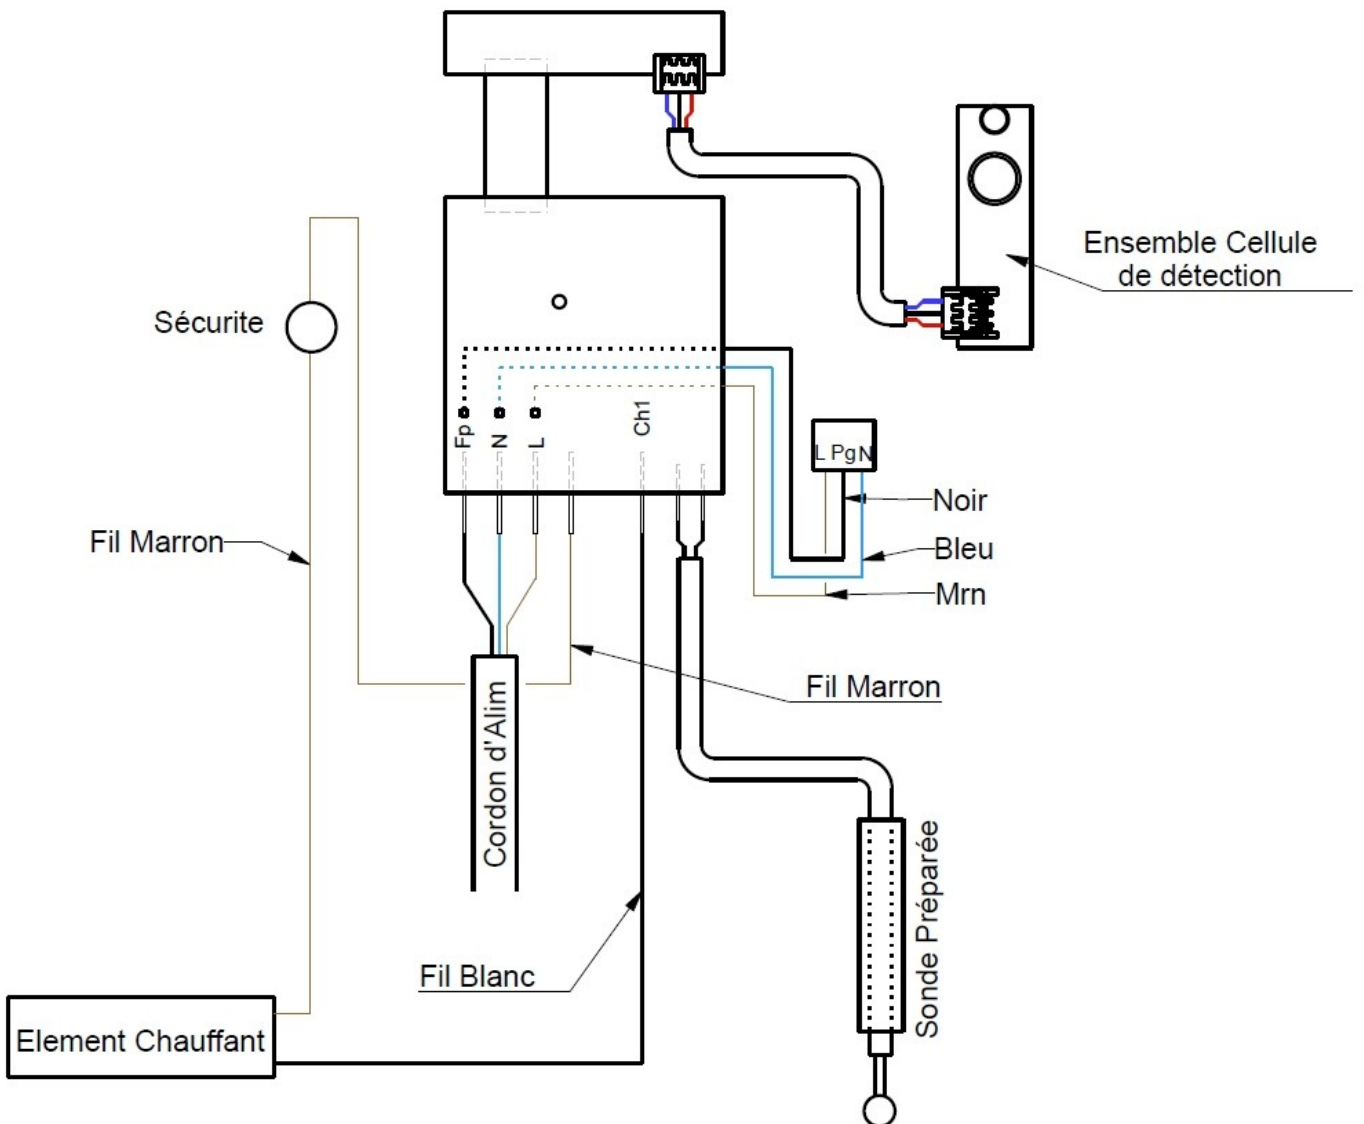 Ensemble Cellule
de détection
Sécurite
Fp
N
L
Ch1
L Pg N
Noir
Bleu
Mrn
Fil Marron
Fil Marron
Cordon d'Alim
Fil Blanc
Sonde Préparée
Element Chauffant